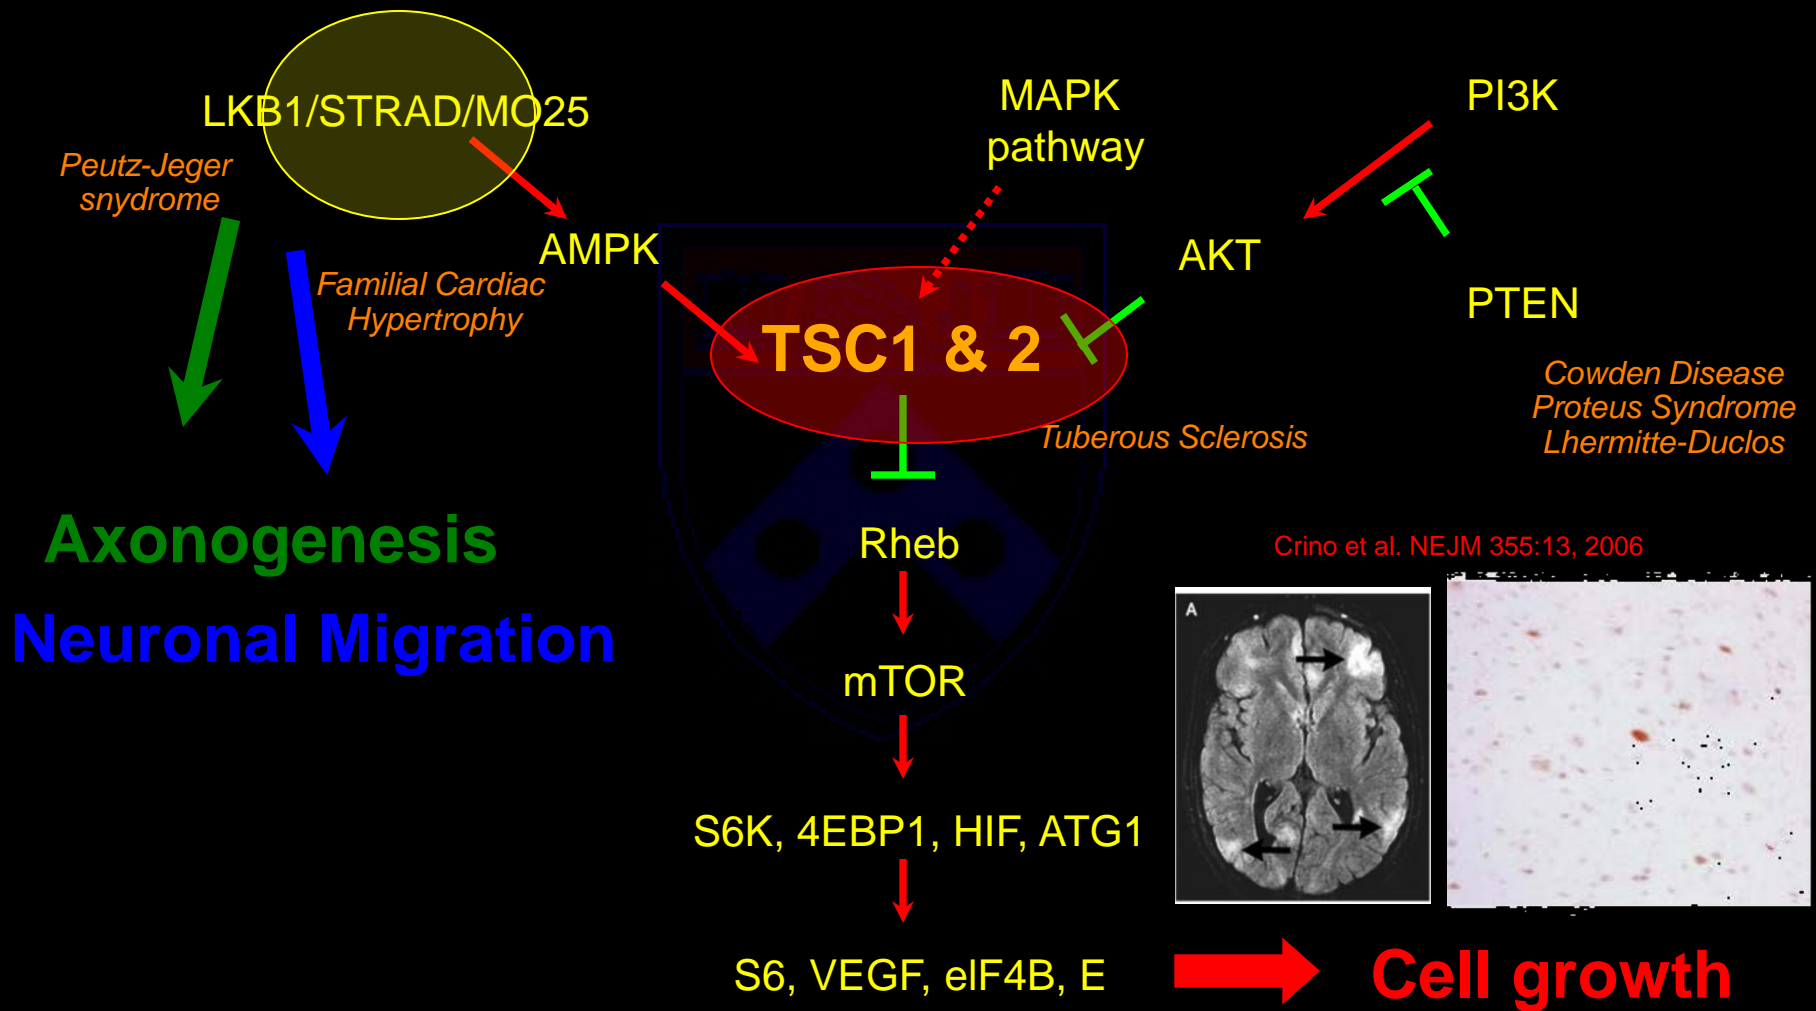 LKB1/STRAD/MO25
Peutz-Jeger
snydrome
MAPK
pathway
PI3K
AMPK
AKT
Familial Cardiac
Hypertrophy
PTEN
TSC1 & 2
Cowden Disease
Proteus Syndrome
Lhermitte-Duclos
Tuberous Sclerosis
Axonogenesis
Rheb
Crino et al. NEJM 355:13, 2006
Neuronal Migration
A
mTOR
S6K, 4EBP1, HIF, ATG1
S6, VEGF, eIF4B, E
Cell growth